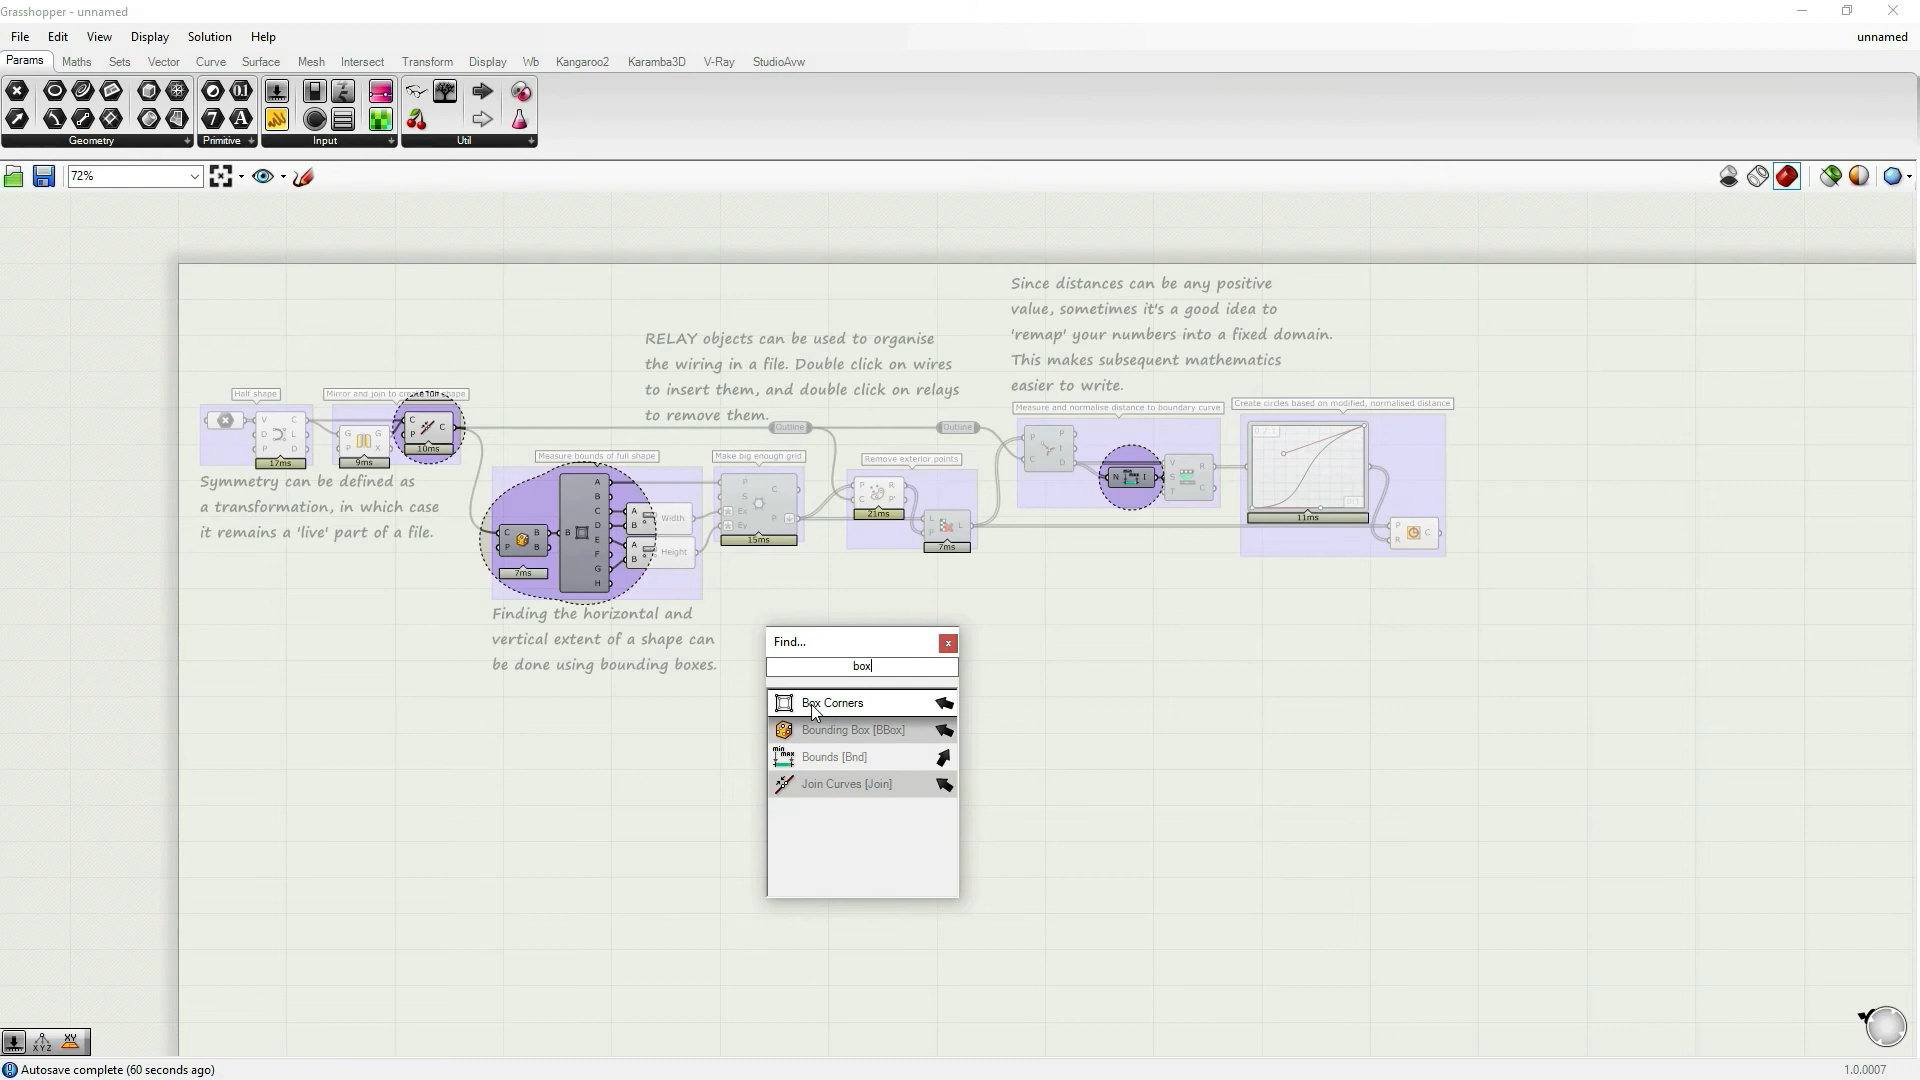 Grasshopper - unnamed
File Edit View Display Solution Help
unnamed
Params Maths Sets Vector Curve Surface Mesh Intersect Transform Display Wb Kangaroo2 Karamba3D V-Ray StudioAvw
Geometry Primitive Input Util
72%
Since distances can be any positive
value, sometimes it's a good idea to
'remap' your numbers into a fixed domain.
This makes subsequent mathematics
easier to write.
RELAY objects can be used to organise
the wiring in a file. Double click on wires
to insert them, and double click on relays
to remove them.
Half shape
Mirror and join to create full shape
Measure and normalise distance to boundary curve
Create circles based on modified, normalised distance
Outline
Outline
17ms
9ms
10ms
Measure bounds of full shape
Make big enough grid
Remove exterior points
Symmetry can be defined as
a transformation, in which case
it remains a 'live' part of a file.
Width
Height
7ms
15ms
21ms
7ms
11ms
Finding the horizontal and
vertical extent of a shape can
be done using bounding boxes.
Find...
box
Box Corners
Bounding Box [BBox]
Bounds [Bnd]
Join Curves [Join]
Autosave complete (60 seconds ago)
1.0.0007